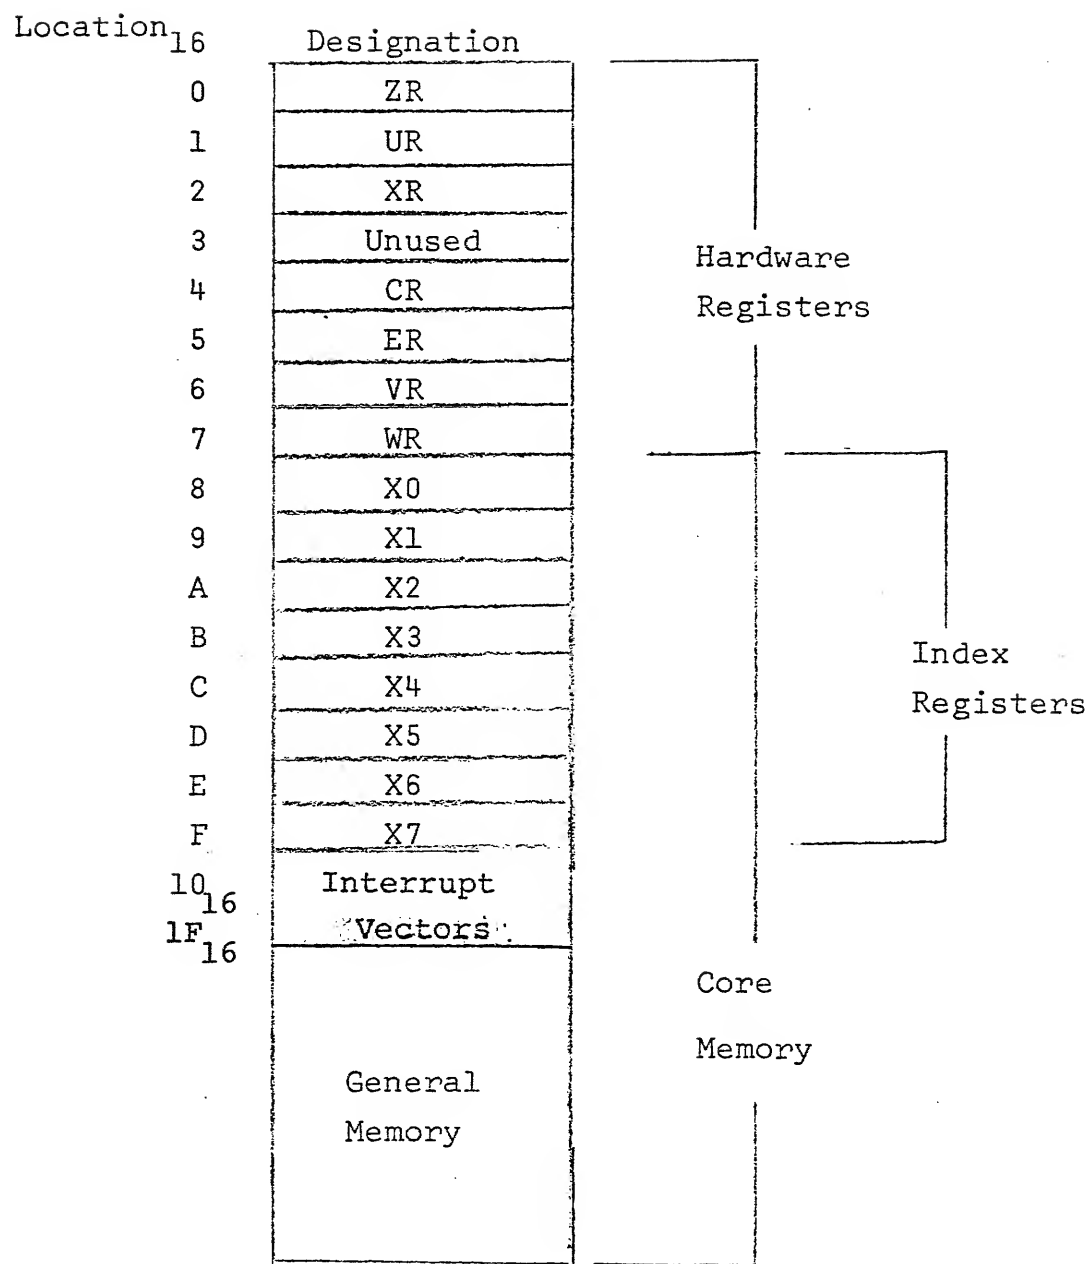 Location16 Designation
0 ZR
1 UR
2 XR
3 Unused
4 CR
5 ER
6 VR
7 WR
8 X0
9 X1
A X2
B X3
C X4
D X5
E X6
F X7
1016 Interrupt
1F16 Vectors
Hardware
Registers
Index
Registers
Core
Memory
General
Memory